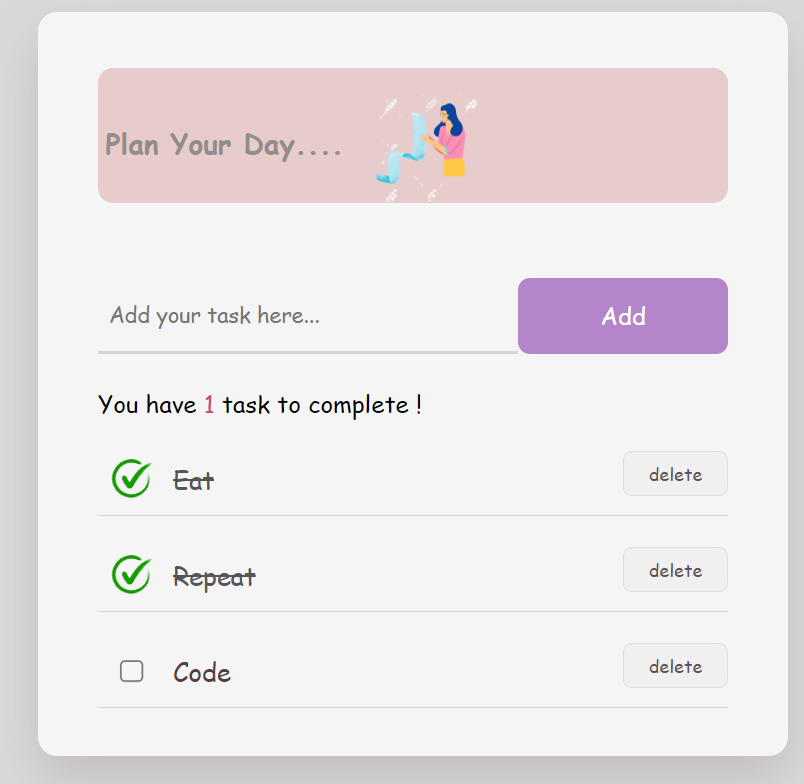 Plan Your Day....
Add your task here...
Add
You have 1 task to complete !
Eat
delete
Repeat
delete
Code
delete